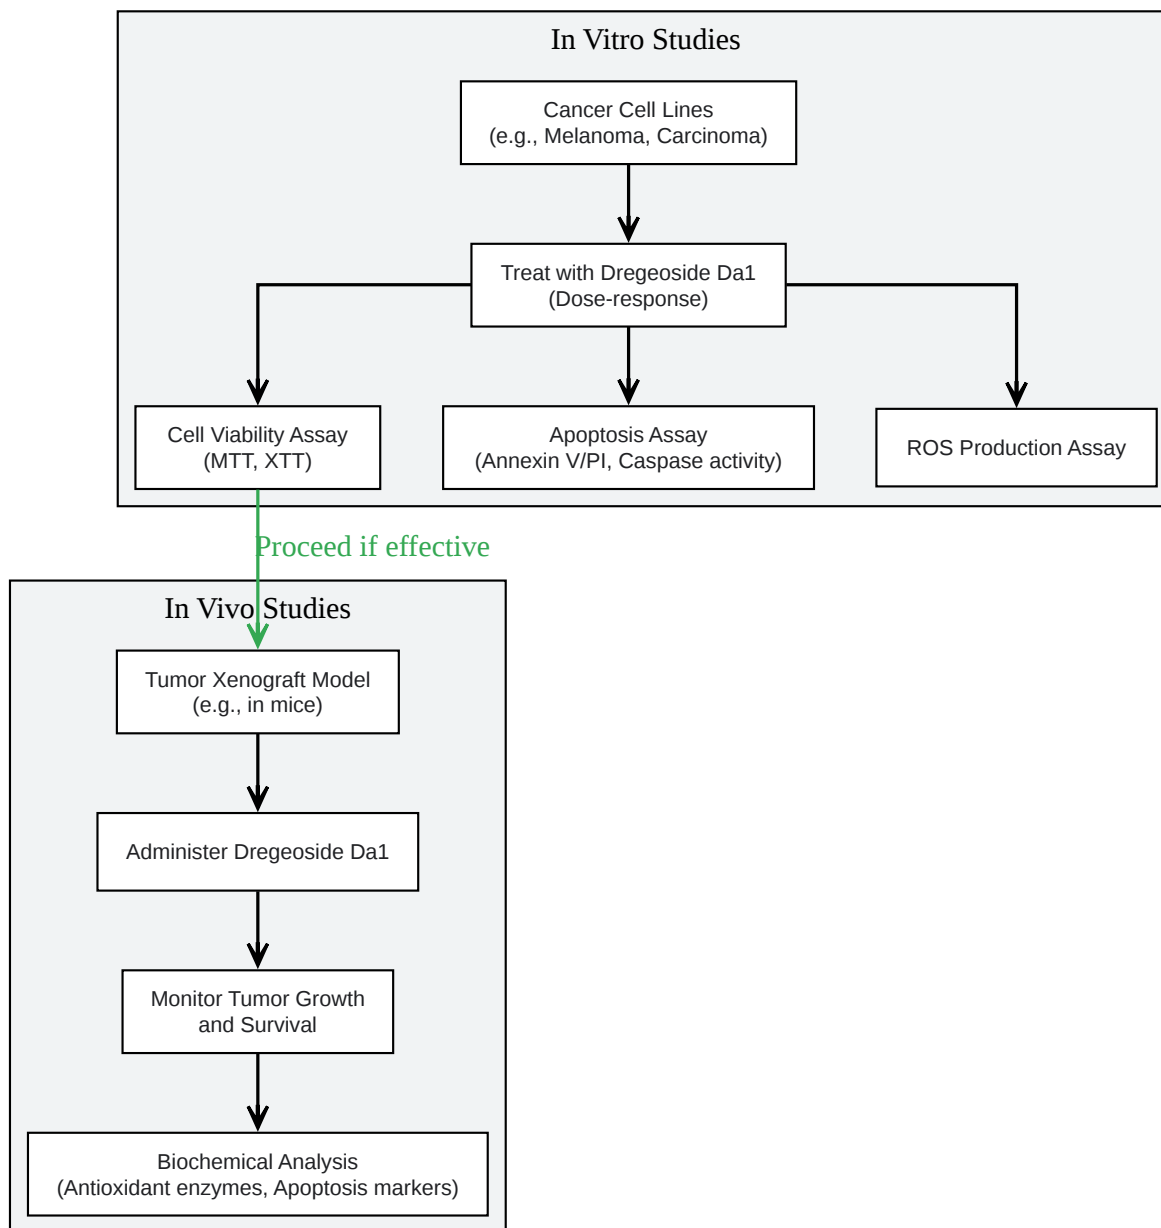 In Vitro Studies
Cancer Cell Lines
(e.g., Melanoma, Carcinoma)
Treat with Dregeoside Da1
(Dose-response)
Cell Viability Assay
(MTT, XTT)
Apoptosis Assay
(Annexin V/PI, Caspase activity)
ROS Production Assay
Proceed if effective
In Vivo Studies
Tumor Xenograft Model
(e.g., in mice)
Administer Dregeoside Da1
Monitor Tumor Growth
and Survival
Biochemical Analysis
(Antioxidant enzymes, Apoptosis markers)